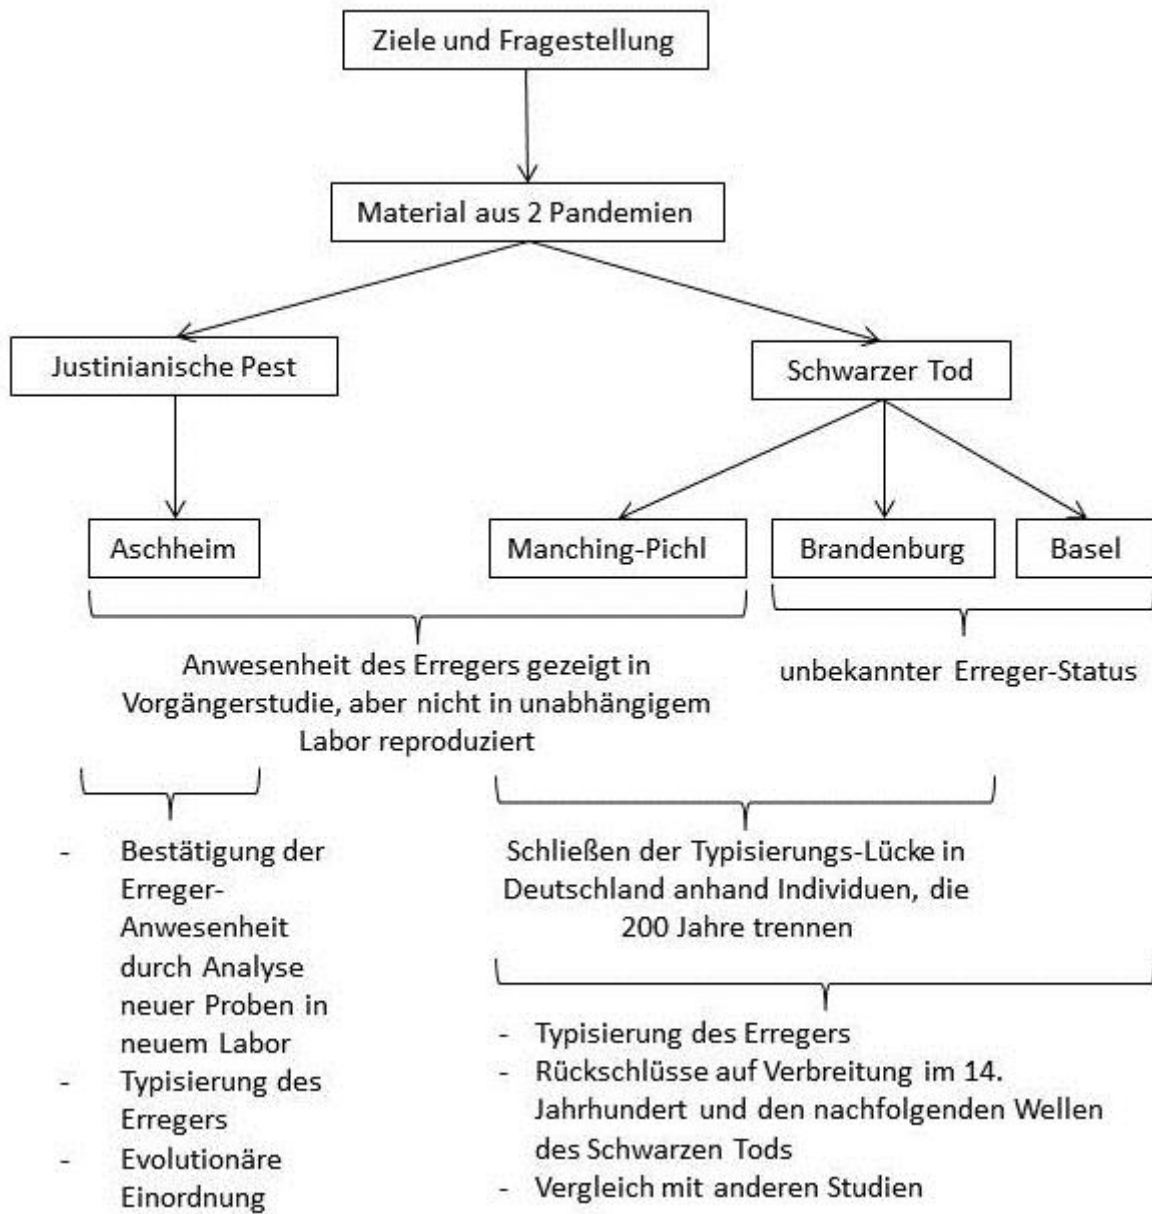 Ziele und Fragestellung
Material aus 2 Pandemien
Justinianische Pest
Schwarzer Tod
Aschheim
Manching-Pichl
Brandenburg
Basel
Anwesenheit des Erregers gezeigt in
Vorgängerstudie, aber nicht in unabhängigem
Labor reproduziert
unbekannter Erreger-Status
- Bestätigung der
Erreger-
Anwesenheit
durch Analyse
neuer Proben in
neuem Labor
- Typisierung des
Erregers
- Evolutionäre
Einordnung
Schließen der Typisierungs-Lücke in
Deutschland anhand Individuen, die
200 Jahre trennen
- Typisierung des Erregers
- Rückschlüsse auf Verbreitung im 14.
Jahrhundert und den nachfolgenden Wellen
des Schwarzen Tods
- Vergleich mit anderen Studien